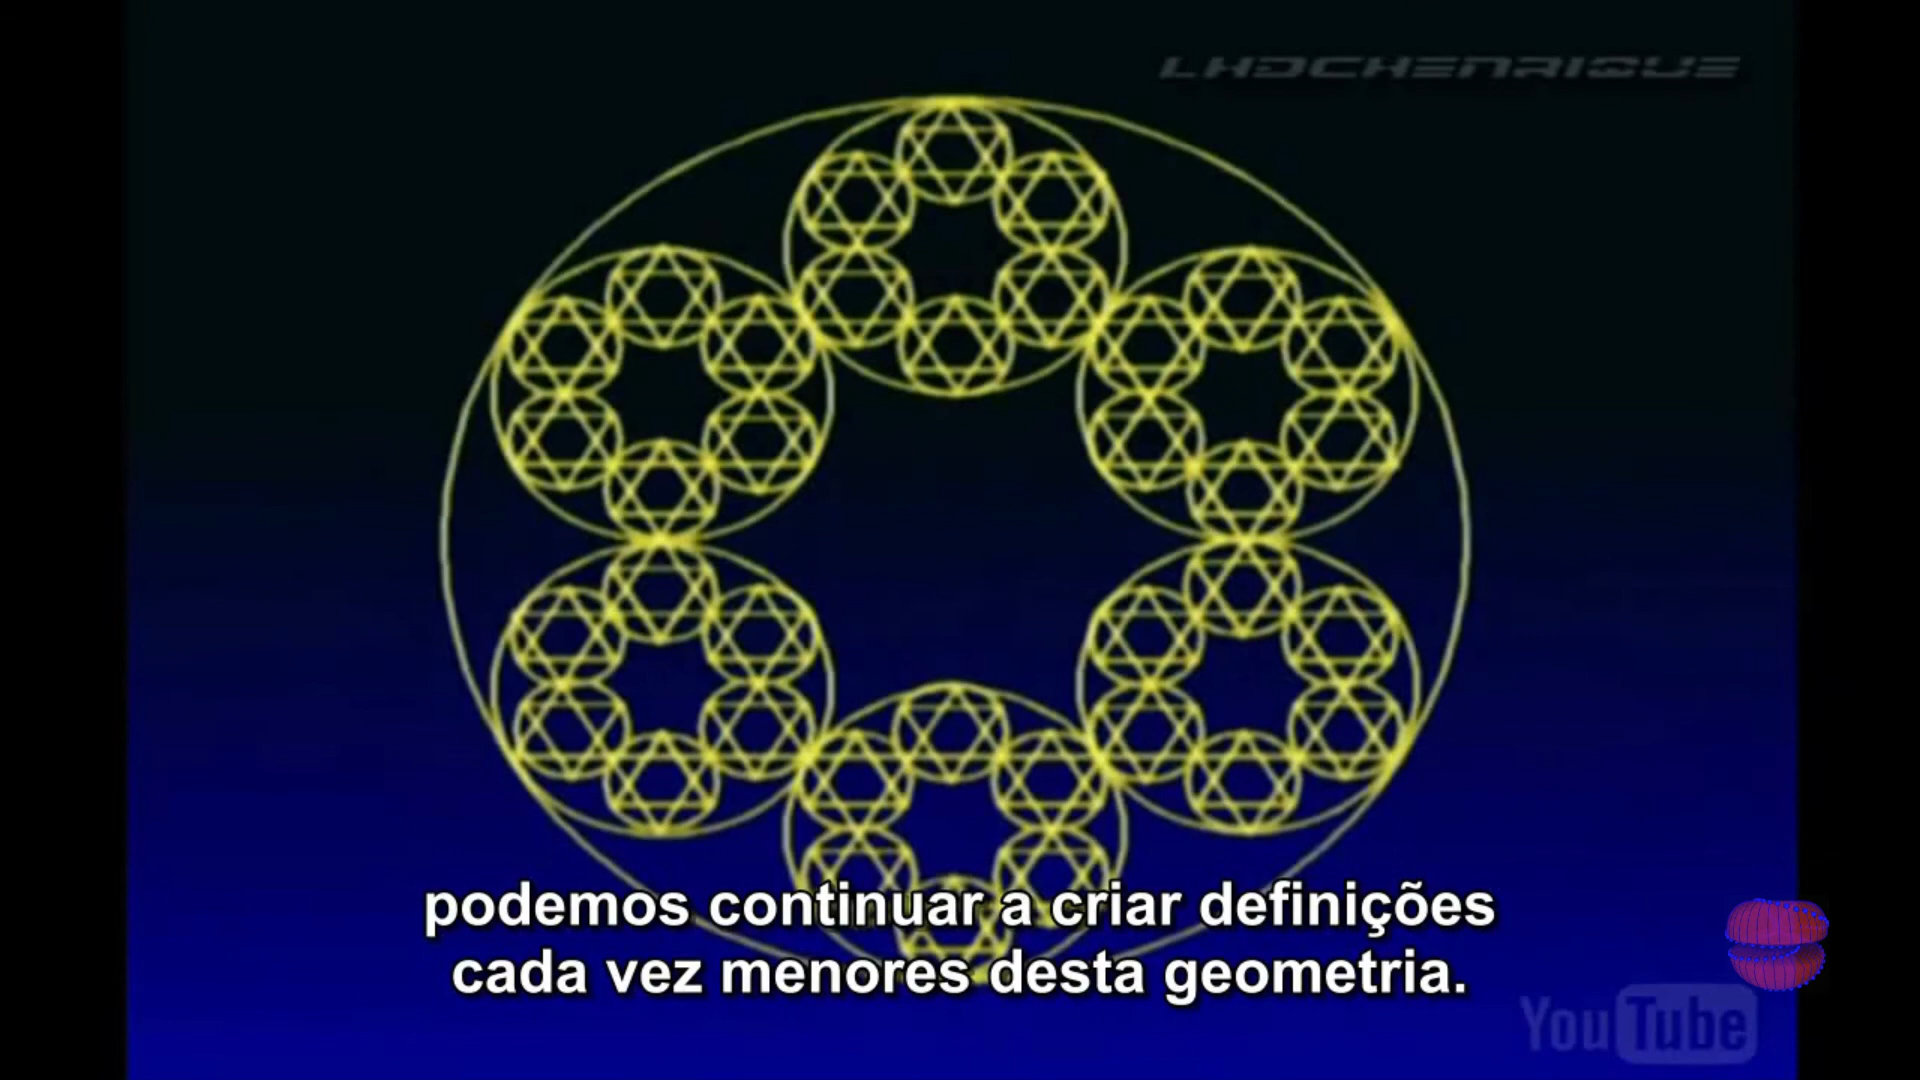 LHDCHENRIQUE
podemos continuar a criar definições
cada vez menores desta geometria.
YouTube